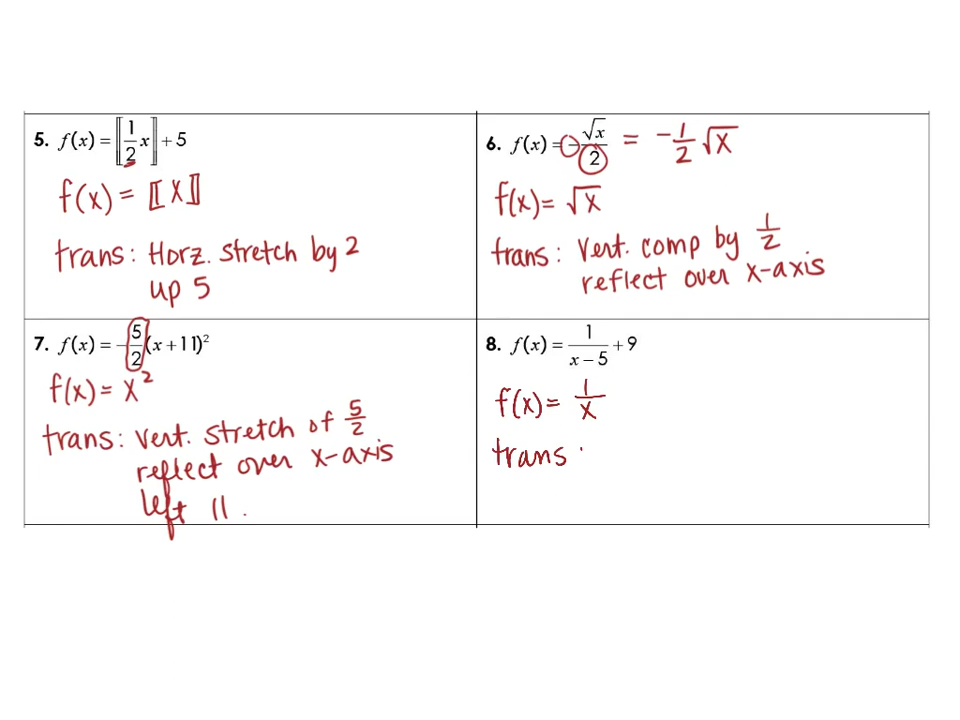 5. f(x) = ⟦1/2 x⟧ + 5
f(x) = ⟦x⟧
trans: Horz. stretch by 2
up 5
6. f(x) = -√x/2 = -1/2 √x
f(x) = √x
trans: Vert. comp by 1/2
reflect over x-axis
7. f(x) = -5/2(x + 11)²
f(x) = x²
trans: Vert. stretch of 5/2
reflect over x-axis
left 11.
8. f(x) = 1/(x - 5) + 9
f(x) = 1/x
trans :